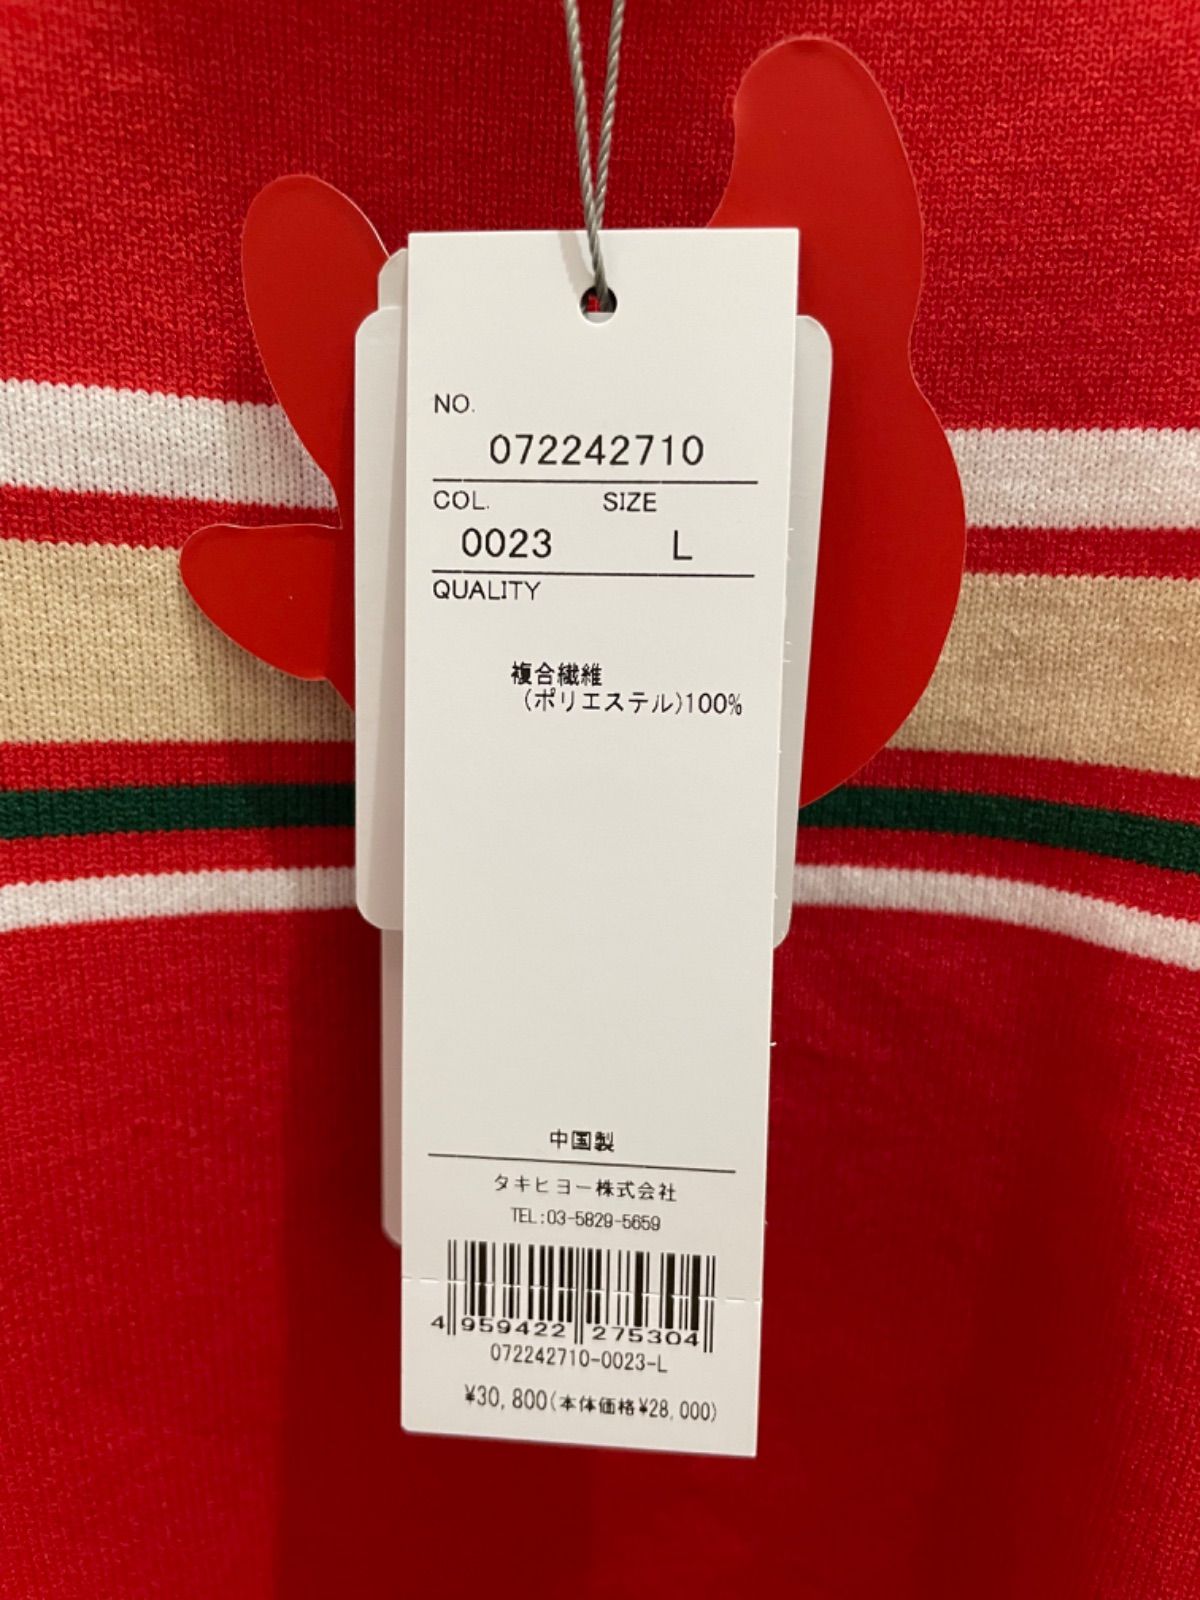 NO.
072242710
COL. SIZE
0023 L
QUALITY
複合繊維
(ポリエステル)100%
中国製
タキヒヨー株式会社
TEL:03-5829-5659
4 959422 275304
072242710-0023-L
¥30,800(本体価格¥28,000)